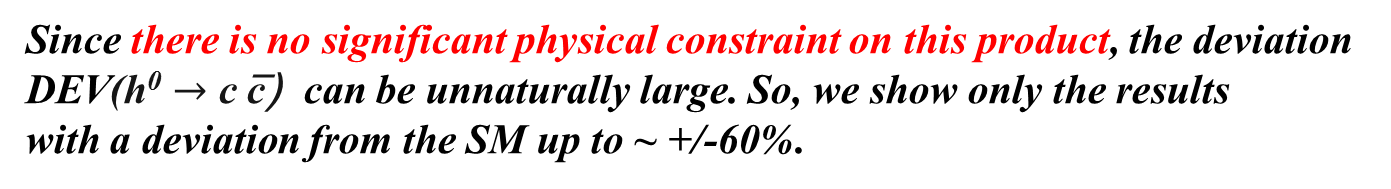 Since there is no significant physical constraint on this product, the deviation
DEV(h⁰ → c c̅) can be unnaturally large. So, we show only the results
with a deviation from the SM up to ~ +/-60%.